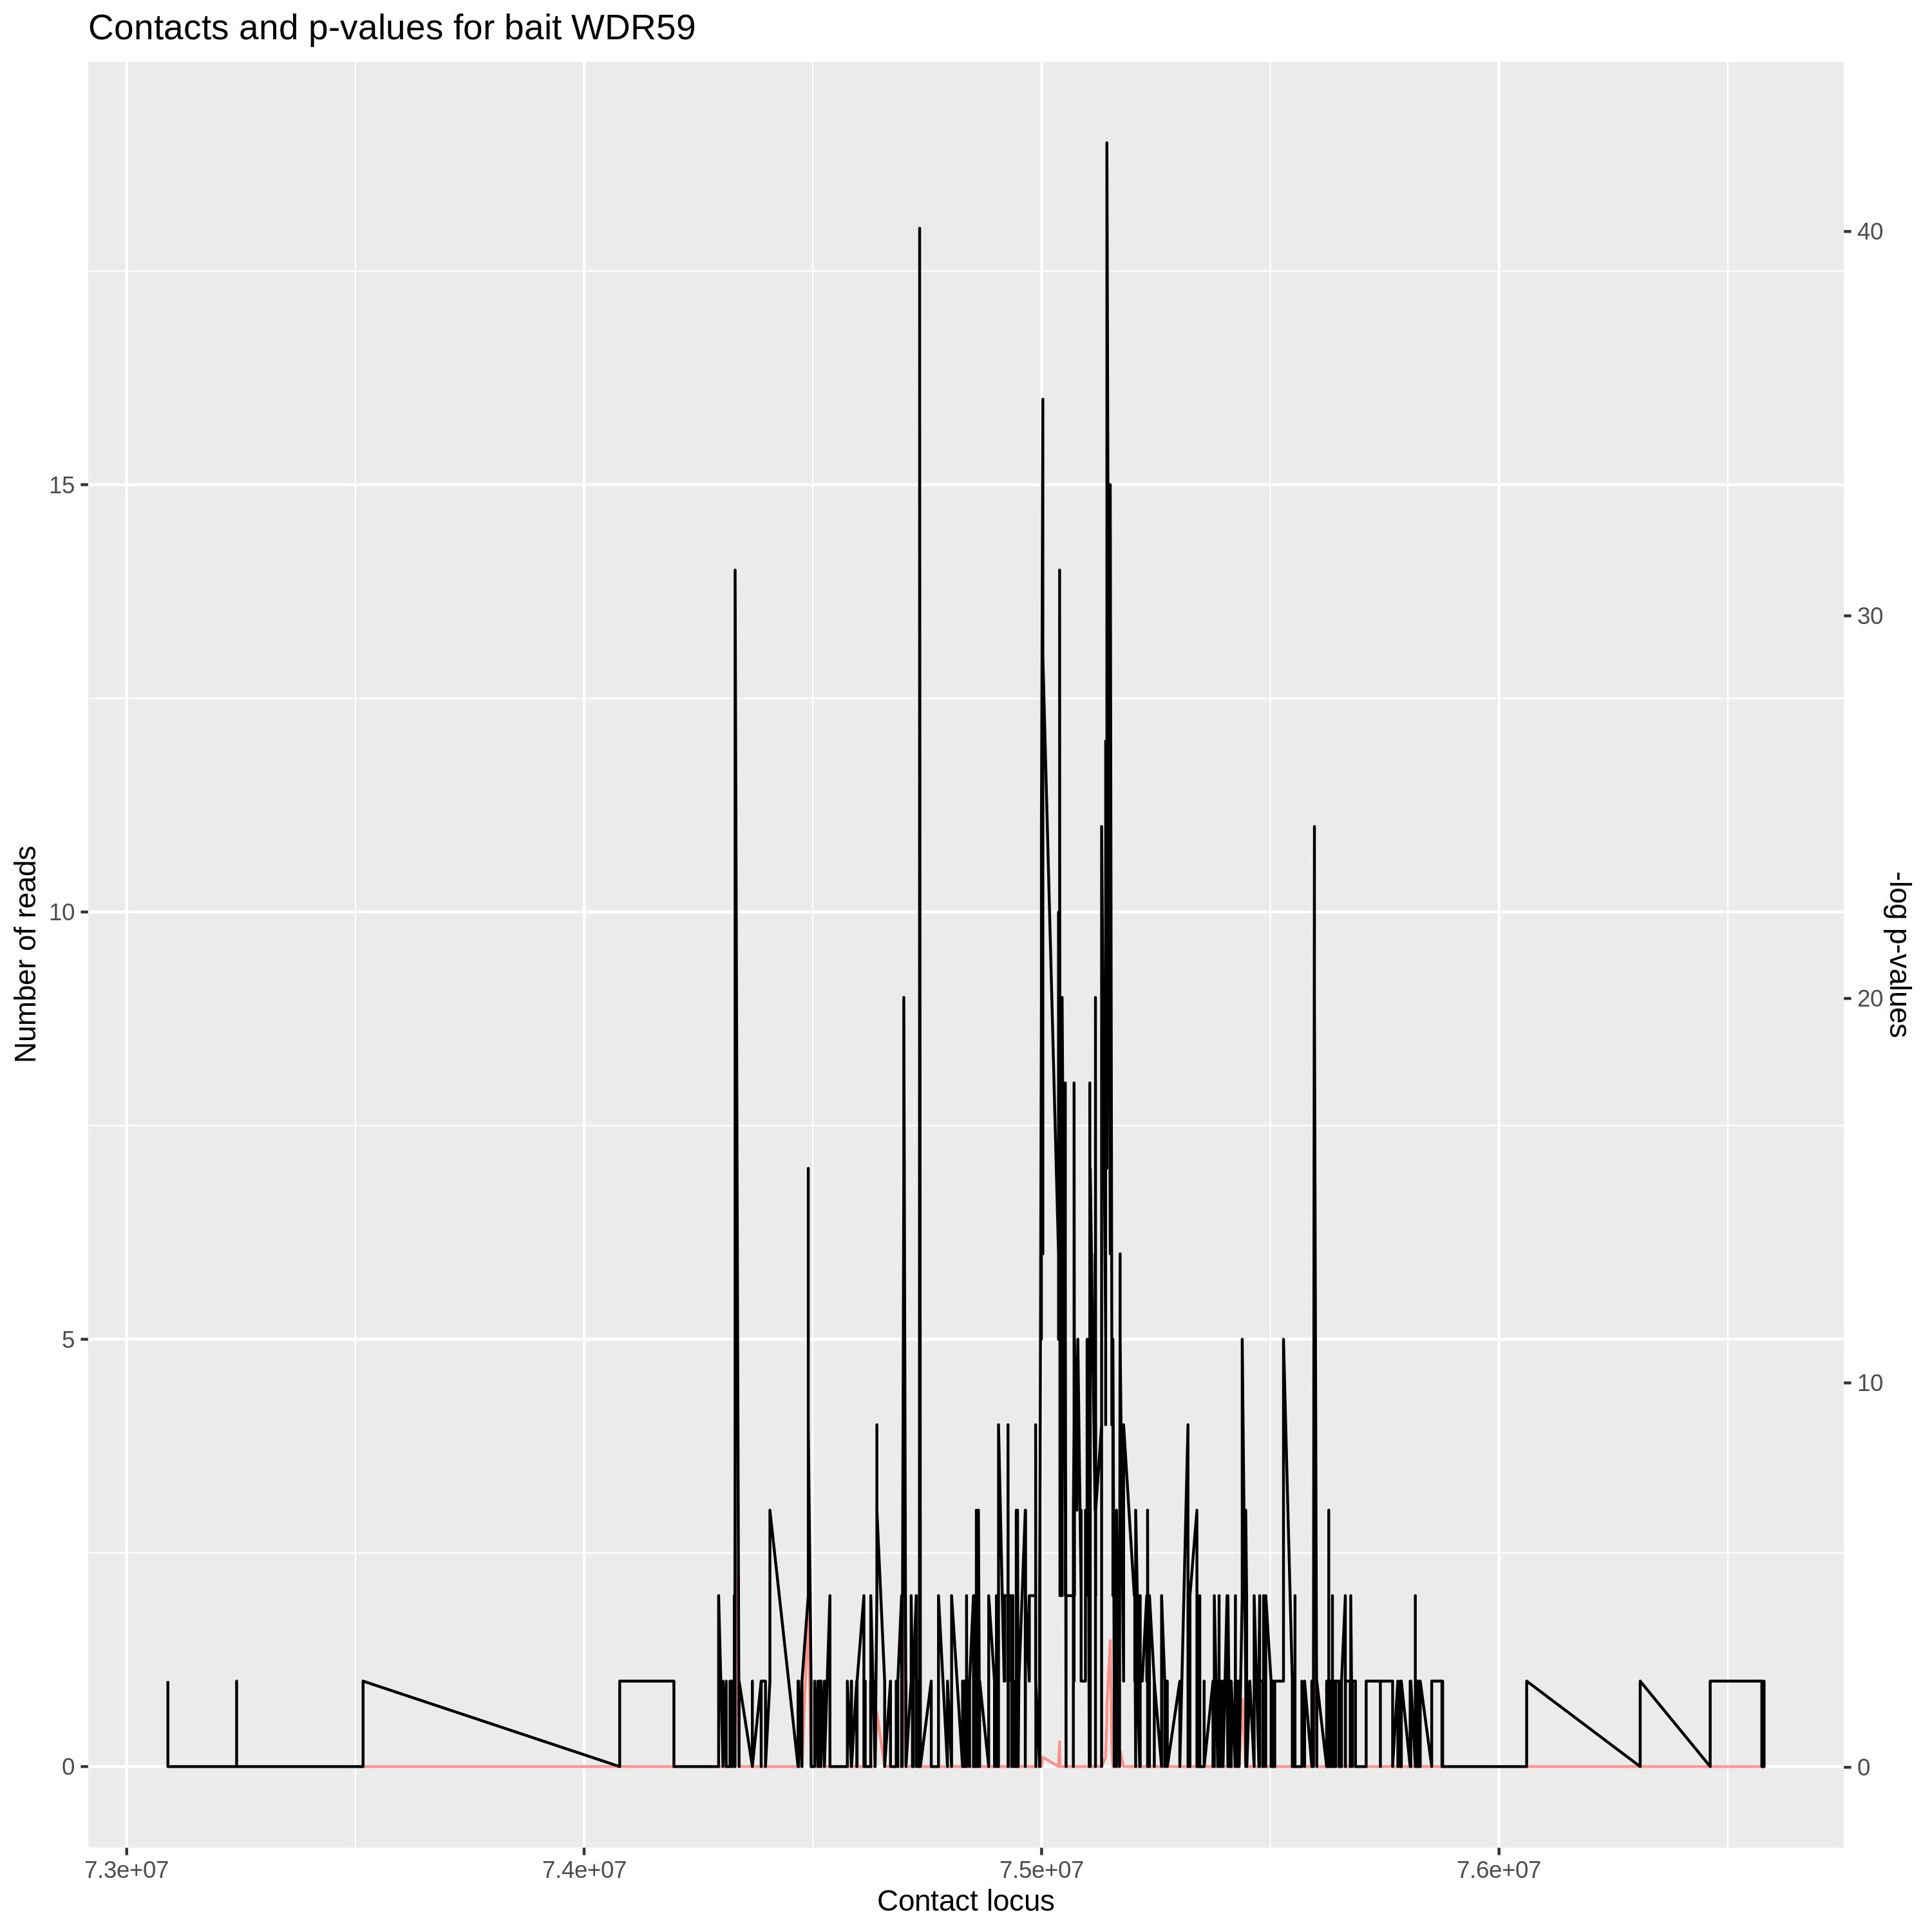 Contacts and p-values for bait WDR59
40
15
30
10
20
5
10
0
0
Number of reads
-log p-values
7.3e+07
7.4e+07
7.5e+07
7.6e+07
Contact locus